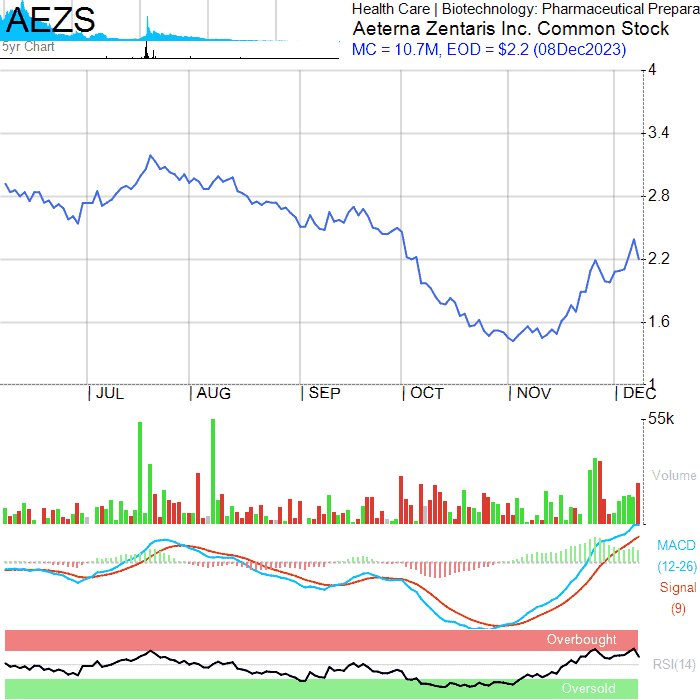 AEZS
Health Care | Biotechnology: Pharmaceutical Prepara
Aeterna Zentaris Inc. Common Stock
MC = 10.7M, EOD = $2.2 (08Dec2023)
5yr Chart
4
3.4
2.8
2.2
1.6
1
| JUL | AUG | SEP | OCT | NOV | DEC
55k
Volume
MACD
(12-26)
Signal
(9)
Overbought
RSI(14)
Oversold